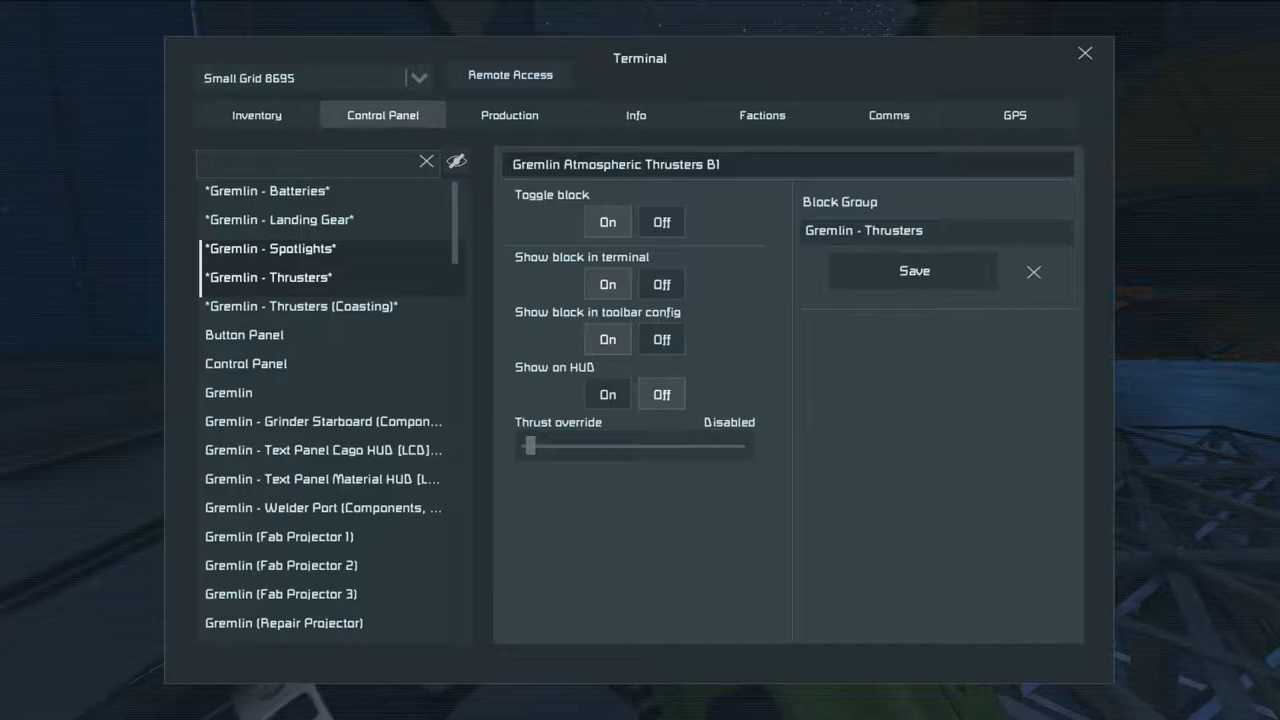 Terminal
Small Grid 8695
Remote Access
Inventory
Control Panel
Production
Info
Factions
Comms
GPS
*Gremlin - Batteries*
*Gremlin - Landing Gear*
*Gremlin - Spotlights*
*Gremlin - Thrusters*
*Gremlin - Thrusters (Coasting)*
Button Panel
Control Panel
Gremlin
Gremlin - Grinder Starboard (Compon...
Gremlin - Text Panel Cago HUD [LCD]...
Gremlin - Text Panel Material HUD [L...
Gremlin - Welder Port (Components, ...
Gremlin (Fab Projector 1)
Gremlin (Fab Projector 2)
Gremlin (Fab Projector 3)
Gremlin (Repair Projector)
Gremlin Atmospheric Thrusters B1
Toggle block
On Off
Show block in terminal
On Off
Show block in toolbar config
On Off
Show on HUD
On Off
Thrust override Disabled
Block Group
Gremlin - Thrusters
Save